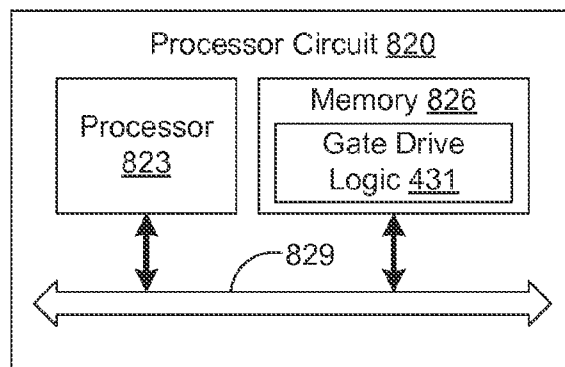 Processor Circuit 820
Processor
823
Memory 826
Gate Drive
Logic 431
829